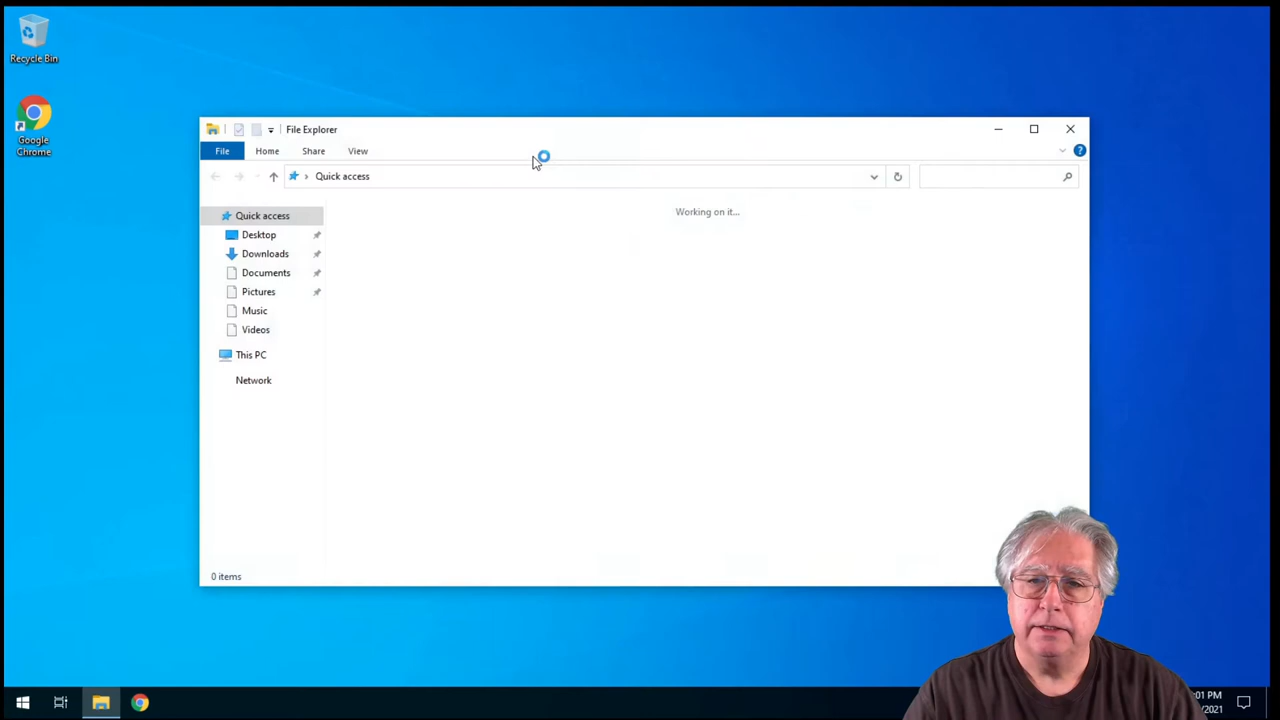 Recycle Bin
Google
Chrome
File Explorer
File
Home
Share
View
Quick access
Working on it...
Quick access
Desktop
Downloads
Documents
Pictures
Music
Videos
This PC
Network
0 items
:01 PM
/2021